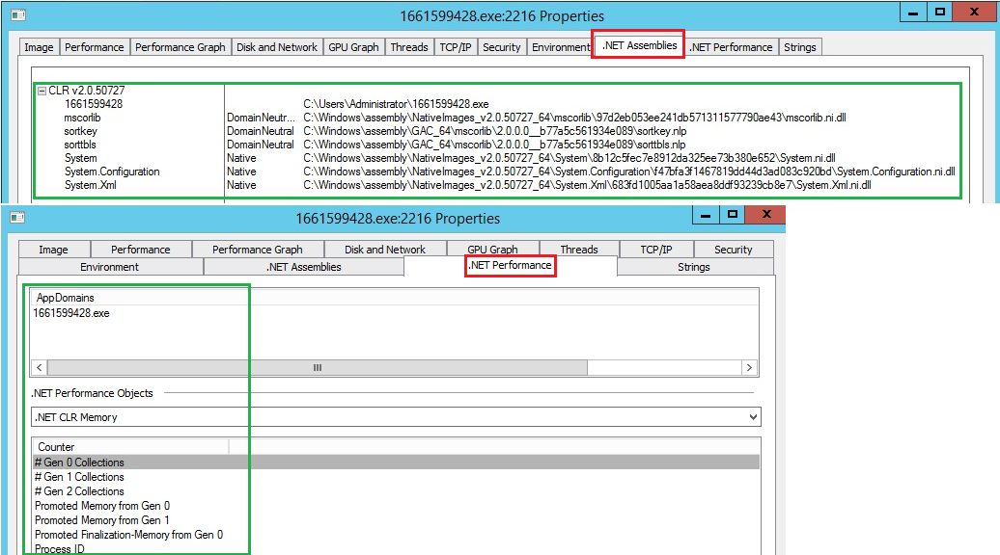 1661599428.exe:2216 Properties
Image Performance Performance Graph Disk and Network GPU Graph Threads TCP/IP Security Environment .NET Assemblies .NET Performance Strings
CLR v2.0.50727
1661599428 C:\Users\Administrator\1661599428.exe
mscorlib DomainNeutr... C:\Windows\assembly\NativeImages_v2.0.50727_64\mscorlib\97d2eb053ee241db571311577790ae43\mscorlib.ni.dll
sortkey DomainNeutral C:\Windows\assembly\GAC_64\mscorlib\2.0.0.0__b77a5c561934e089\sortkey.nlp
sorttbls DomainNeutral C:\Windows\assembly\GAC_64\mscorlib\2.0.0.0__b77a5c561934e089\sorttbls.nlp
System Native C:\Windows\assembly\NativeImages_v2.0.50727_64\System\8b12c5fec7e8912da325ee73b380e652\System.ni.dll
System.Configuration Native C:\Windows\assembly\NativeImages_v2.0.50727_64\System.Configuration\f47bfa3f1467819dd44d3ad083c920bd\System.Configuration.ni.dll
System.Xml Native C:\Windows\assembly\NativeImages_v2.0.50727_64\System.Xml\683fd1005aa1a58aea8ddf93239cb8e7\System.Xml.ni.dll
1661599428.exe:2216 Properties
Image Performance Performance Graph Disk and Network GPU Graph Threads TCP/IP Security
Environment .NET Assemblies .NET Performance Strings
AppDomains
1661599428.exe
.NET Performance Objects
.NET CLR Memory
Counter
# Gen 0 Collections
# Gen 1 Collections
# Gen 2 Collections
Promoted Memory from Gen 0
Promoted Memory from Gen 1
Promoted Finalization-Memory from Gen 0
Process ID